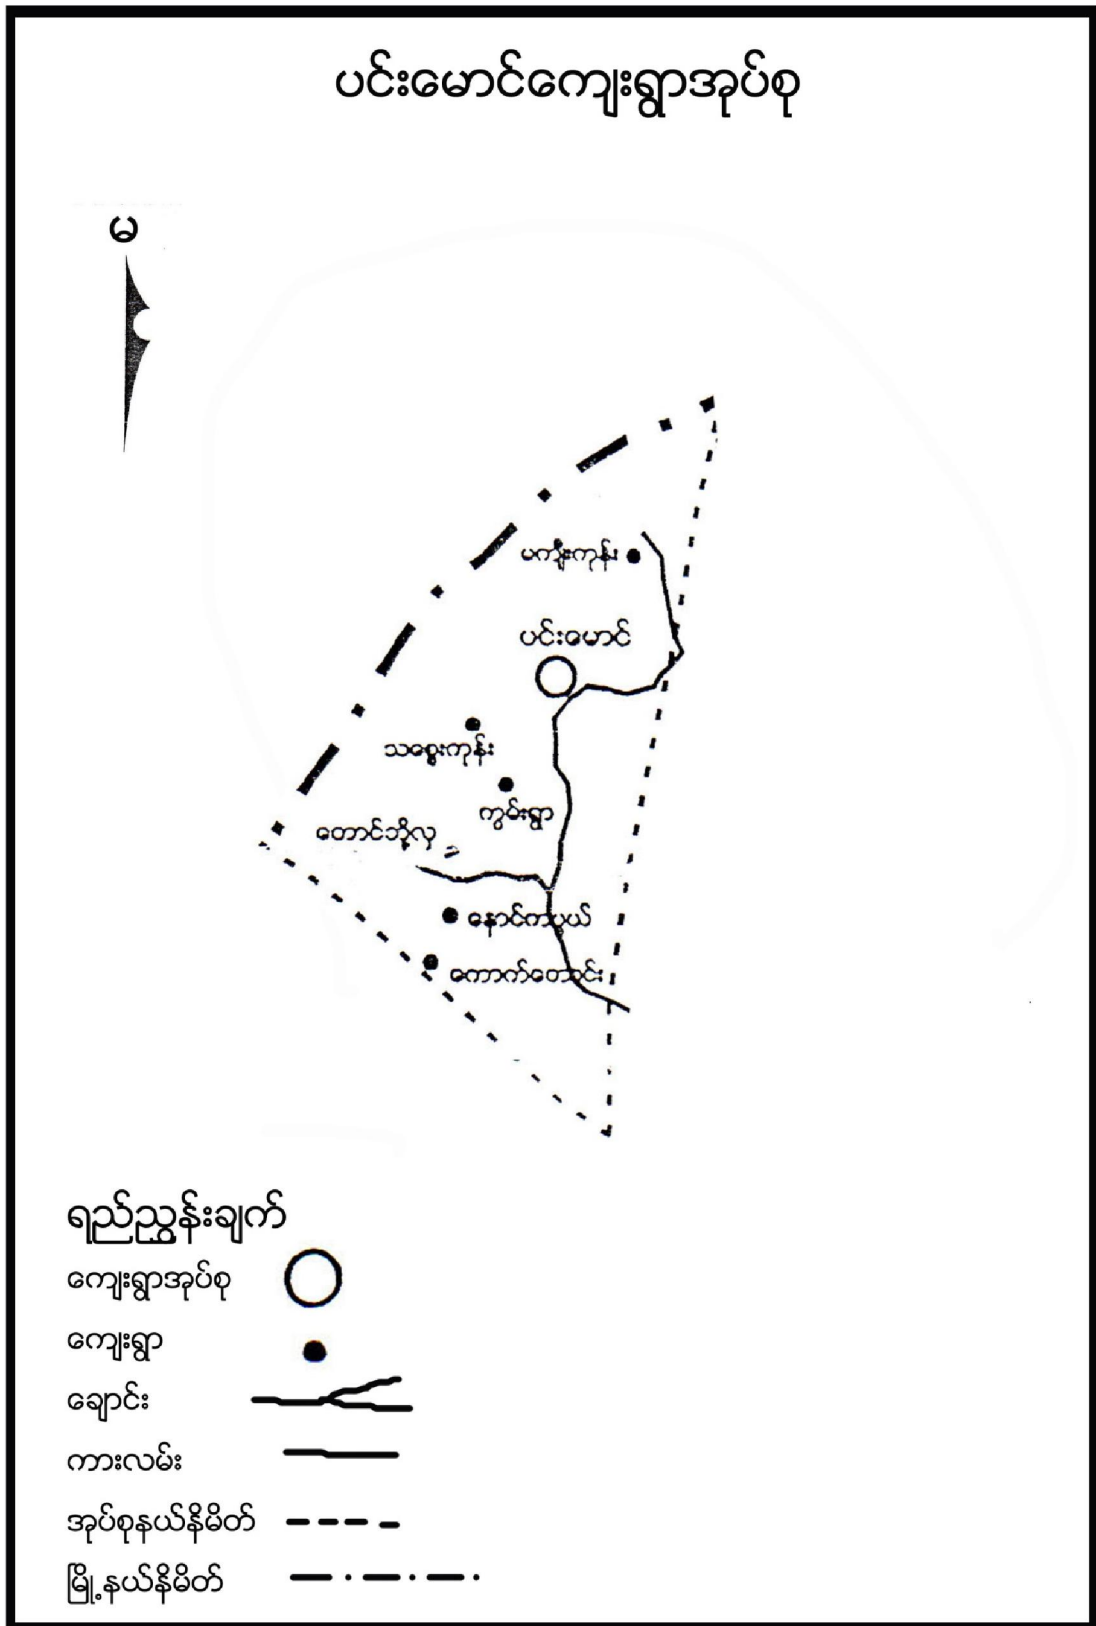 ပင်းမောင်ကျေးရွာအုပ်စု
မ
မကျီးကုန်း
ပင်းမောင်
သစွေးကုန်း
ကွမ်းရွာ
တောင်ဘို့လှ
နောင်ကပွယ်
ကောက်တောင်း
ရည်ညွှန်းချက်
ကျေးရွာအုပ်စု
ကျေးရွာ
ချောင်း
ကားလမ်း
အုပ်စုနယ်နိမိတ်
မြို့နယ်နိမိတ်